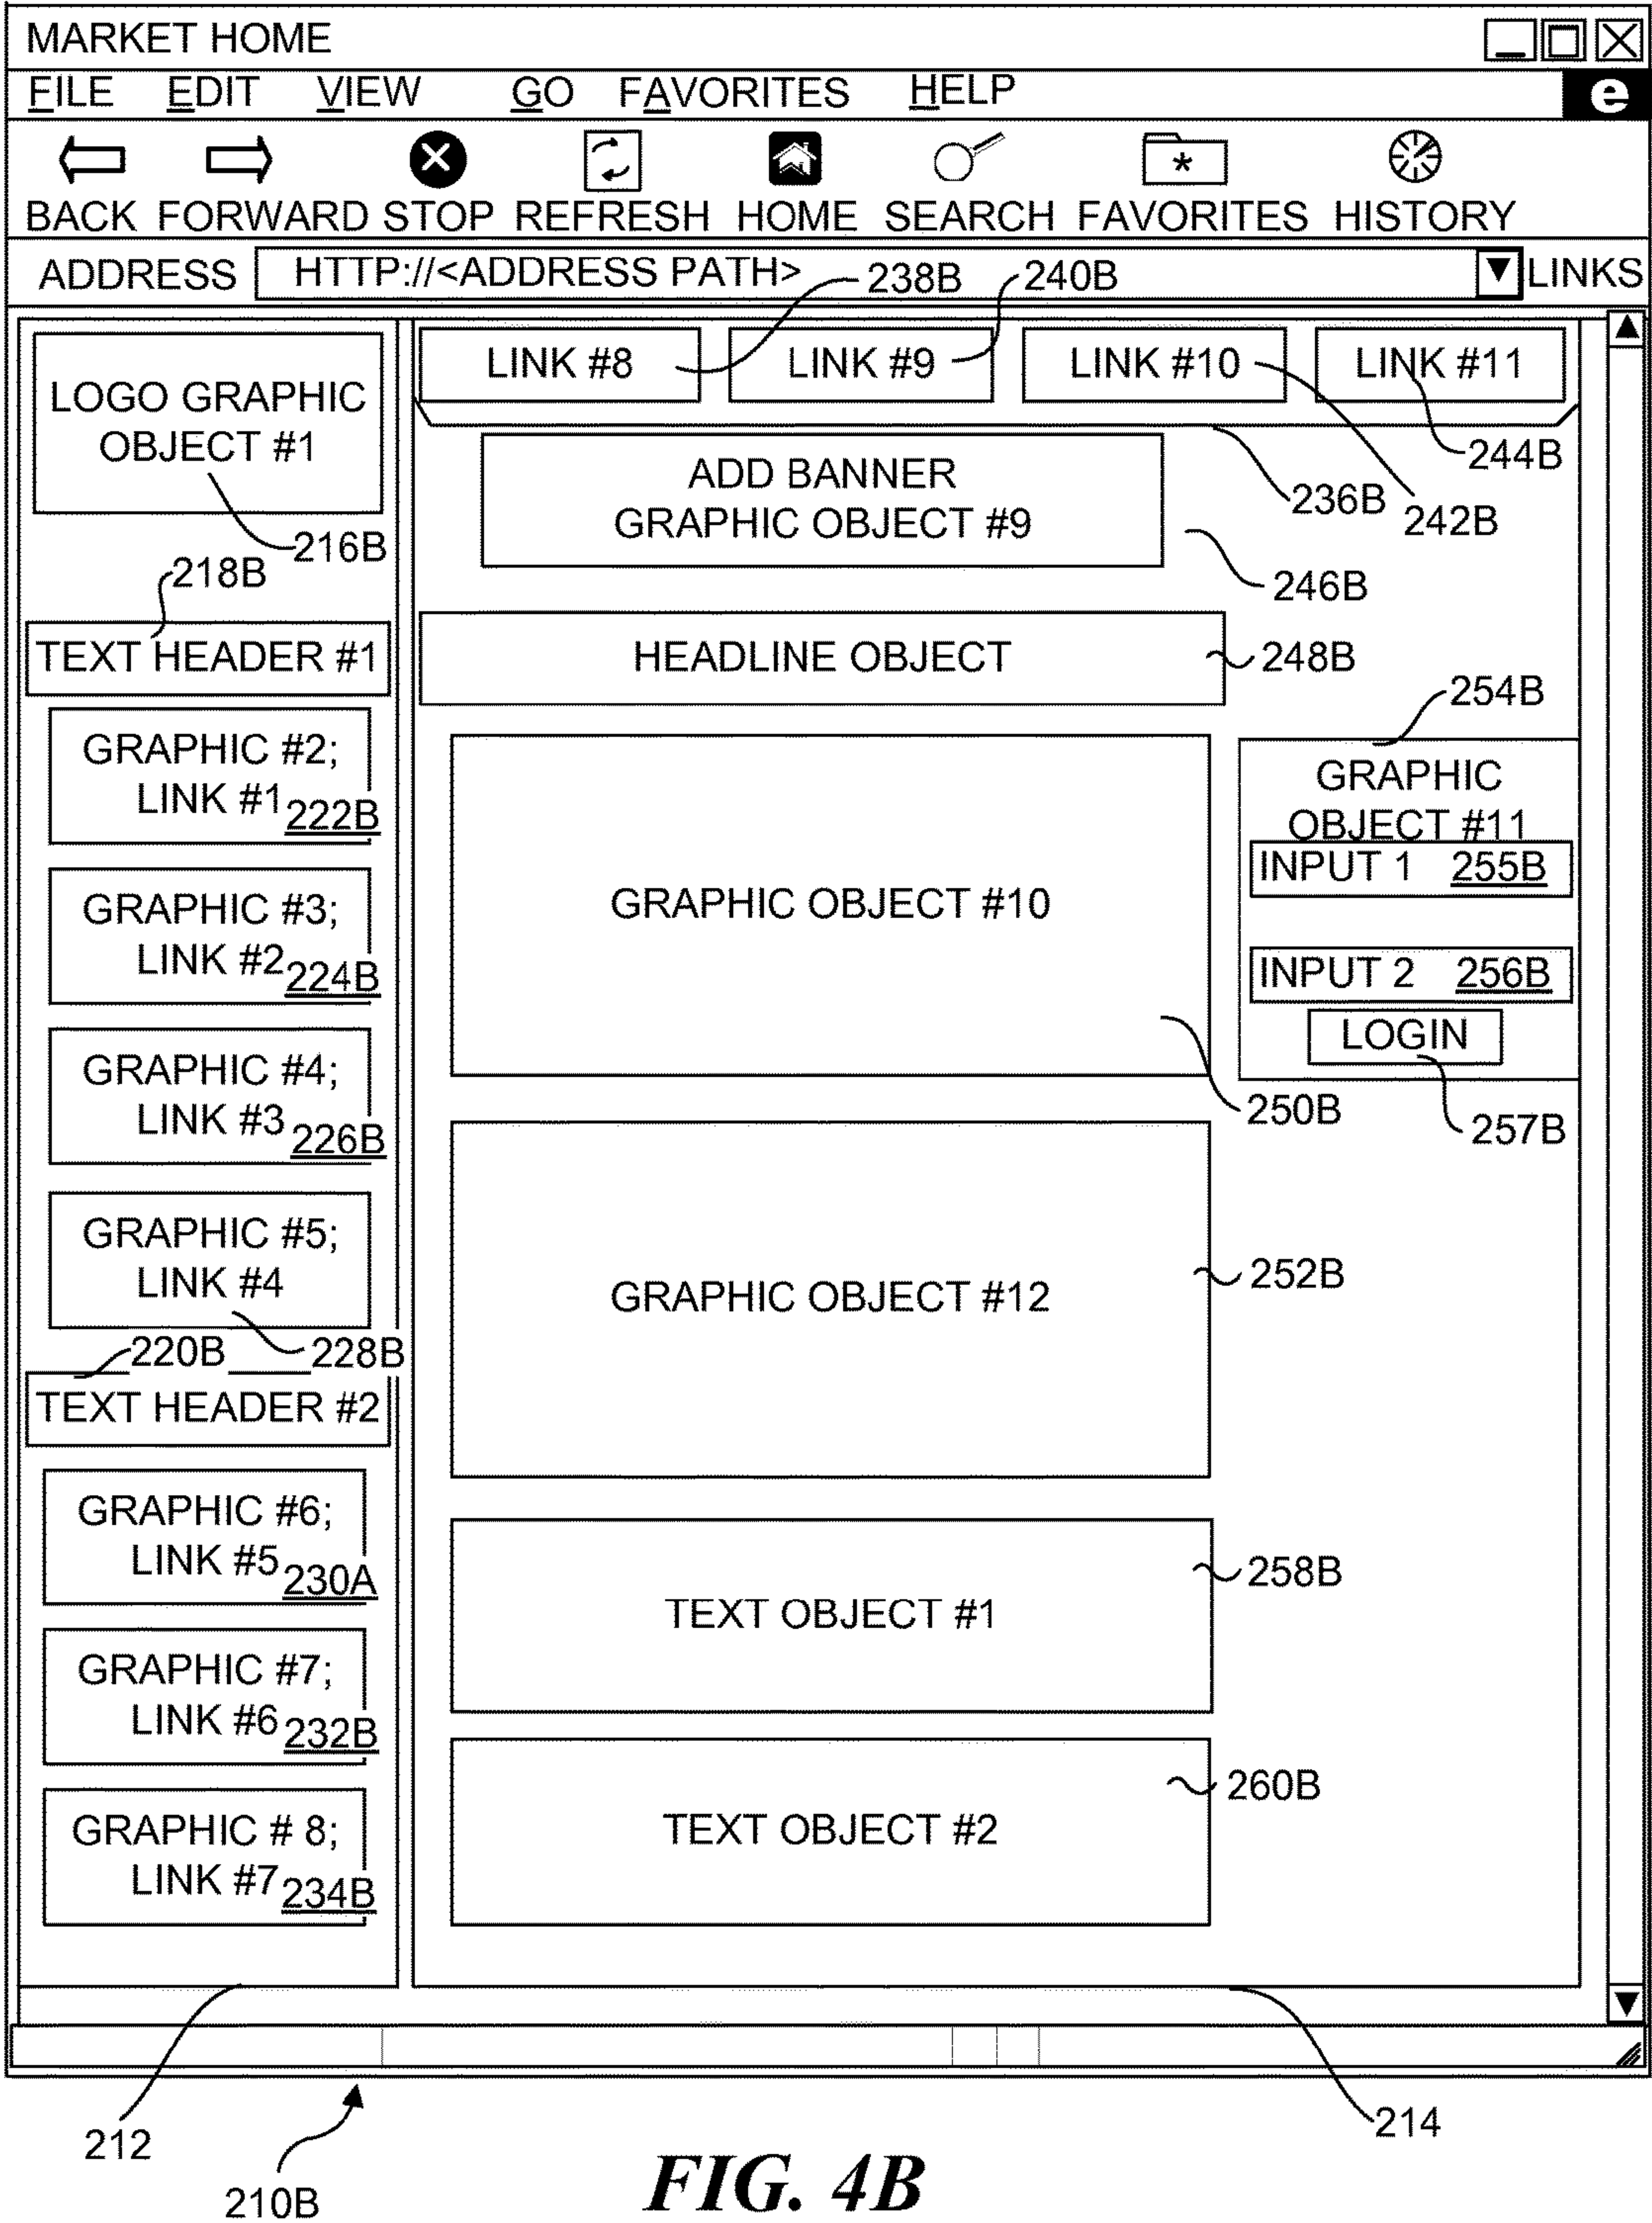 MARKET HOME
FILE EDIT VIEW GO FAVORITES HELP
e
BACK FORWARD STOP REFRESH HOME SEARCH FAVORITES HISTORY
ADDRESS HTTP://<ADDRESS PATH> LINKS
238B
240B
LOGO GRAPHIC
OBJECT #1
216B
218B
TEXT HEADER #1
GRAPHIC #2;
LINK #1 222B
GRAPHIC #3;
LINK #2 224B
GRAPHIC #4;
LINK #3 226B
GRAPHIC #5;
LINK #4
220B
228B
TEXT HEADER #2
GRAPHIC #6;
LINK #5 230A
GRAPHIC #7;
LINK #6 232B
GRAPHIC # 8;
LINK #7 234B
LINK #8 LINK #9 LINK #10 LINK #11
244B
236B
242B
ADD BANNER
GRAPHIC OBJECT #9
246B
HEADLINE OBJECT
248B
254B
GRAPHIC
OBJECT #11
INPUT 1 255B
INPUT 2 256B
LOGIN
257B
GRAPHIC OBJECT #10
250B
GRAPHIC OBJECT #12
252B
TEXT OBJECT #1
258B
TEXT OBJECT #2
260B
212
214
210B
FIG. 4B